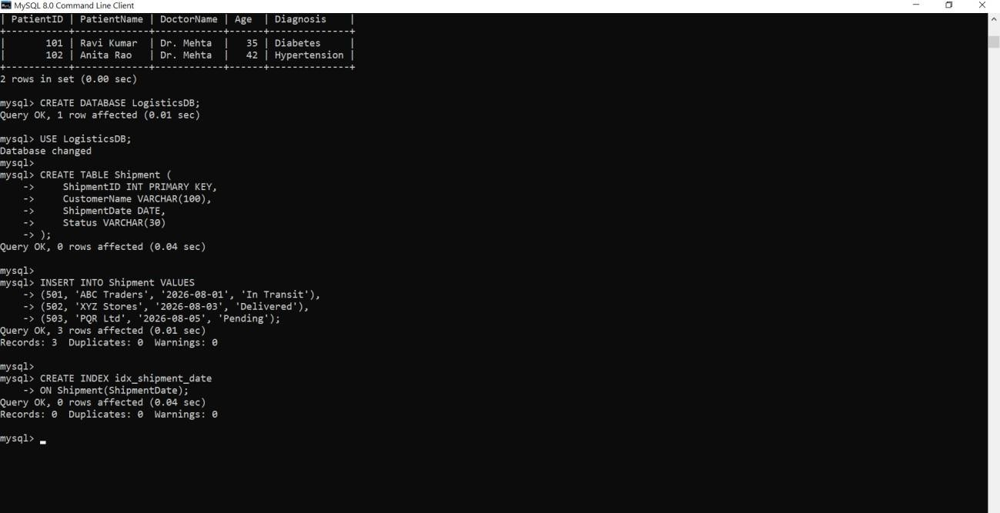 MySQL 8.0 Command Line Client
| PatientID | PatientName | DoctorName | Age  | Diagnosis    |
+-----------+-------------+------------+------+--------------+
|       101 | Ravi Kumar  | Dr. Mehta  |   35 | Diabetes     |
|       102 | Anita Rao   | Dr. Mehta  |   42 | Hypertension |
+-----------+-------------+------------+------+--------------+
2 rows in set (0.00 sec)
mysql> CREATE DATABASE LogisticsDB;
Query OK, 1 row affected (0.01 sec)
mysql> USE LogisticsDB;
Database changed
mysql>
mysql> CREATE TABLE Shipment (
    ->     ShipmentID INT PRIMARY KEY,
    ->     CustomerName VARCHAR(100),
    ->     ShipmentDate DATE,
    ->     Status VARCHAR(30)
    -> );
Query OK, 0 rows affected (0.04 sec)
mysql>
mysql> INSERT INTO Shipment VALUES
    -> (501, 'ABC Traders', '2026-08-01', 'In Transit'),
    -> (502, 'XYZ Stores', '2026-08-03', 'Delivered'),
    -> (503, 'PQR Ltd', '2026-08-05', 'Pending');
Query OK, 3 rows affected (0.01 sec)
Records: 3  Duplicates: 0  Warnings: 0
mysql>
mysql> CREATE INDEX idx_shipment_date
    -> ON Shipment(ShipmentDate);
Query OK, 0 rows affected (0.04 sec)
Records: 0  Duplicates: 0  Warnings: 0
mysql>